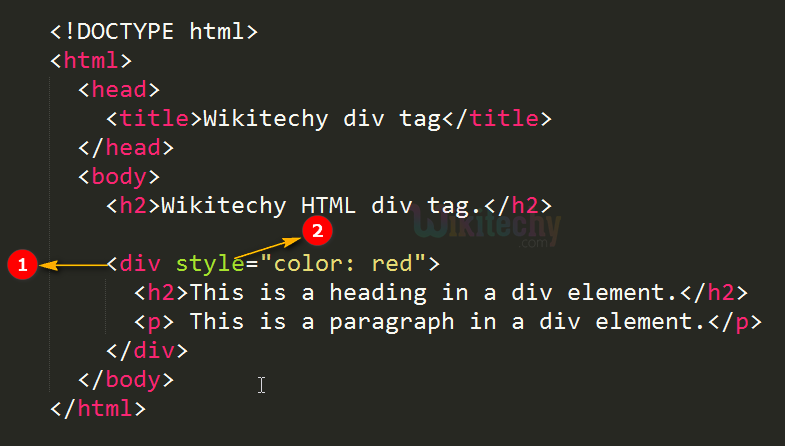 <!DOCTYPE html>
<html>
<head>
<title>Wikitechy div tag</title>
</head>
<body>
<h2>Wikitechy HTML div tag.</h2>
Wikitechy
.com
2
1
<div style="color: red">
<h2>This is a heading in a div element.</h2>
<p> This is a paragraph in a div element.</p>
</div>
</body>
</html>